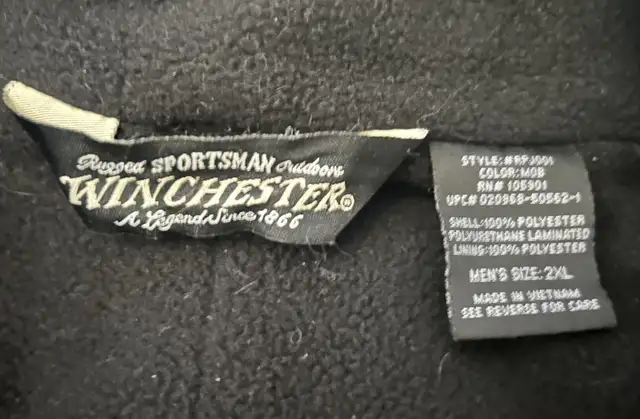 Rugged SPORTSMAN Outdoors
WINCHESTER®
A Legend Since 1866
STYLE: #RPJ001
COLOR: MOB
RN# 105901
UPC# 020968-50562-1
SHELL: 100% POLYESTER
POLYURETHANE LAMINATED
LINING: 100% POLYESTER
MEN'S SIZE: 2XL
MADE IN VIETNAM
SEE REVERSE FOR CARE